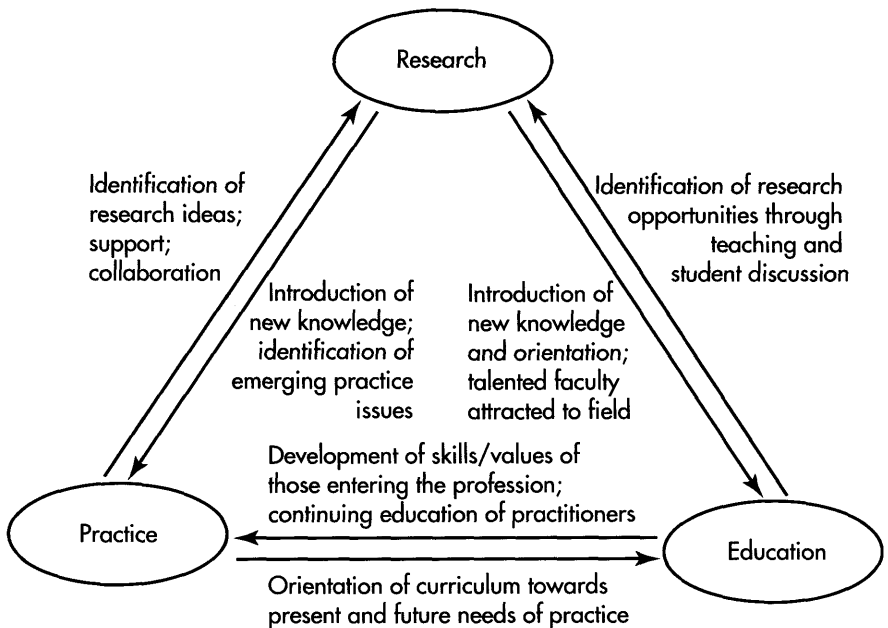 Research
Identification of
research ideas;
support;
collaboration
Identification of research
opportunities through
teaching and
student discussion
Introduction of
new knowledge;
identification of
emerging practice
issues
Introduction of
new knowledge
and orientation;
talented faculty
attracted to field
Development of skills/values of
those entering the profession;
continuing education of practitioners
Practice
Education
Orientation of curriculum towards
present and future needs of practice